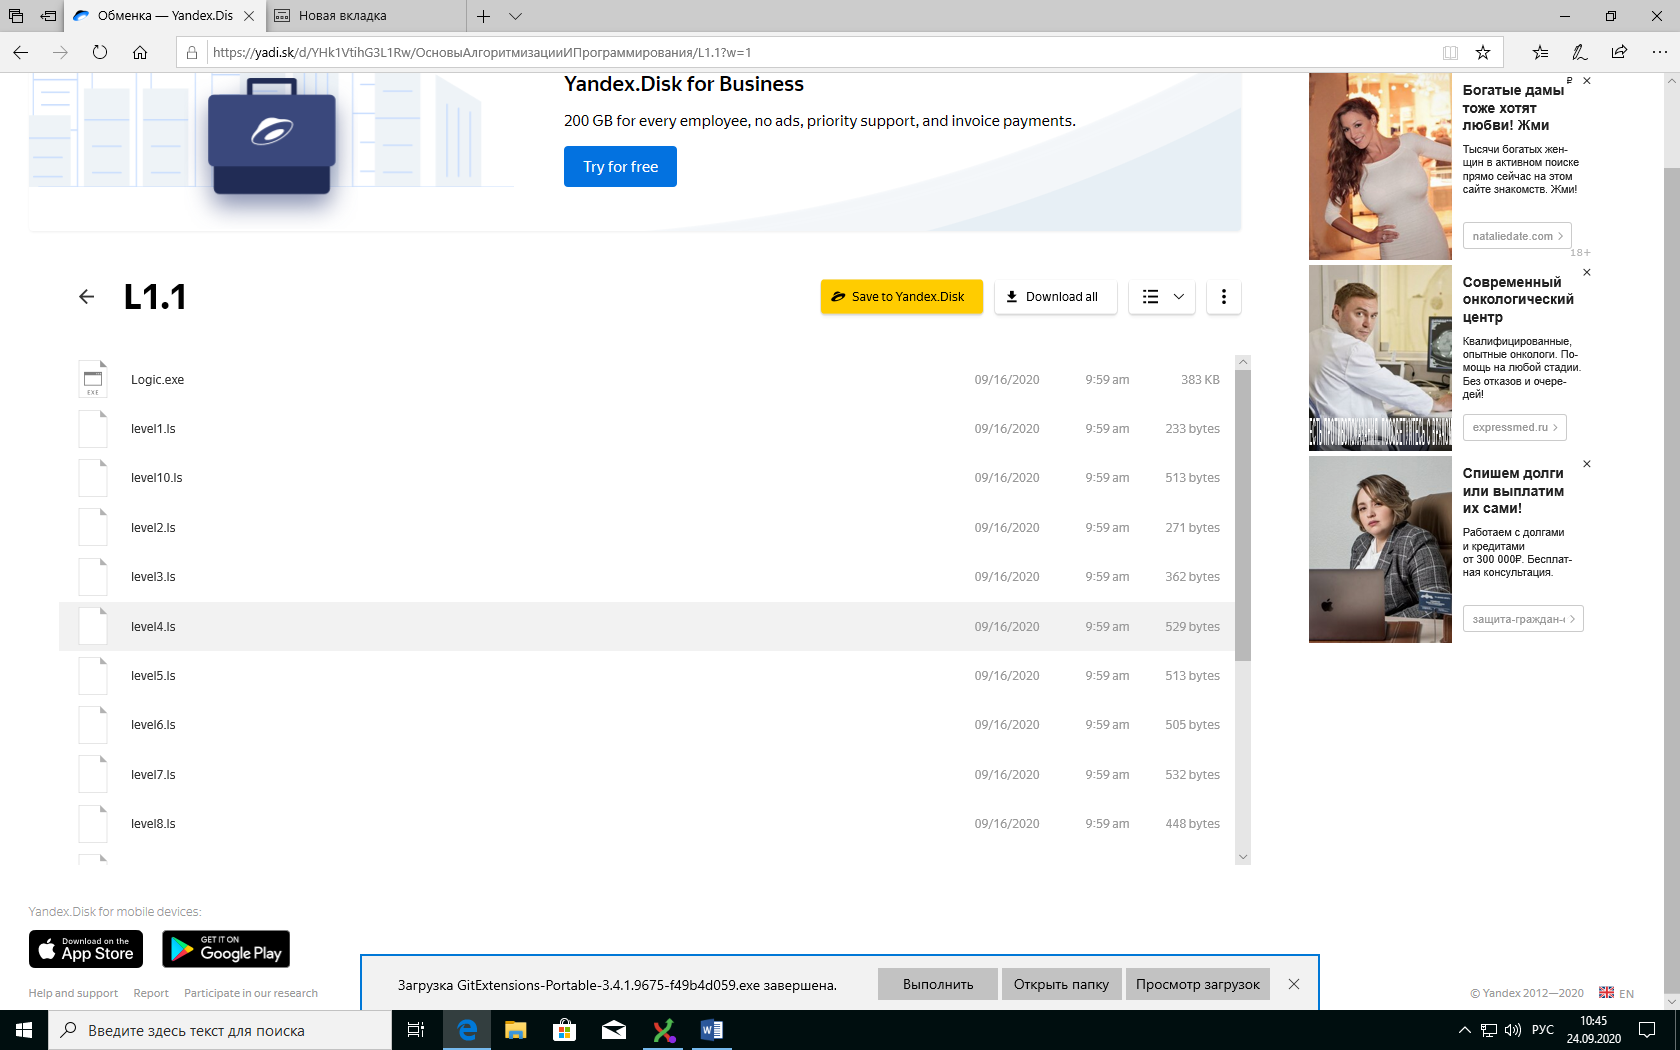 Обменка — Yandex.Dis
Новая вкладка
https://yadi.sk/d/YHk1VtihG3L1Rw/ОсновыАлгоритмизацииИПрограммирования/L1.1?w=1
Yandex.Disk for Business
200 GB for every employee, no ads, priority support, and invoice payments.
Try for free
L1.1
Save to Yandex.Disk
Download all
EXE
Logic.exe 09/16/2020 9:59 am 383 KB
level1.ls 09/16/2020 9:59 am 233 bytes
level10.ls 09/16/2020 9:59 am 513 bytes
level2.ls 09/16/2020 9:59 am 271 bytes
level3.ls 09/16/2020 9:59 am 362 bytes
level4.ls 09/16/2020 9:59 am 529 bytes
level5.ls 09/16/2020 9:59 am 513 bytes
level6.ls 09/16/2020 9:59 am 505 bytes
level7.ls 09/16/2020 9:59 am 532 bytes
level8.ls 09/16/2020 9:59 am 448 bytes
₽
Богатые дамы
тоже хотят
любви! Жми
Тысячи богатых жен-
щин в активном поиске
прямо сейчас на этом
сайте знакомств. Жми!
nataliedate.com
18+
Современный
онкологический
центр
Квалифицированные,
опытные онкологи. По-
мощь на любой стадии.
Без отказов и очере-
дей!
expressmed.ru
Спишем долги
или выплатим
их сами!
Работаем с долгами
и кредитами
от 300 000₽. Бесплат-
ная консультация.
защита-граждан-
Yandex.Disk for mobile devices:
Download on the
App Store
GET IT ON
Google Play
Help and support Report Participate in our research
© Yandex 2012—2020 EN
Загрузка GitExtensions-Portable-3.4.1.9675-f49b4d059.exe завершена.
Выполнить
Открыть папку
Просмотр загрузок
Введите здесь текст для поиска
РУС
10:45
24.09.2020